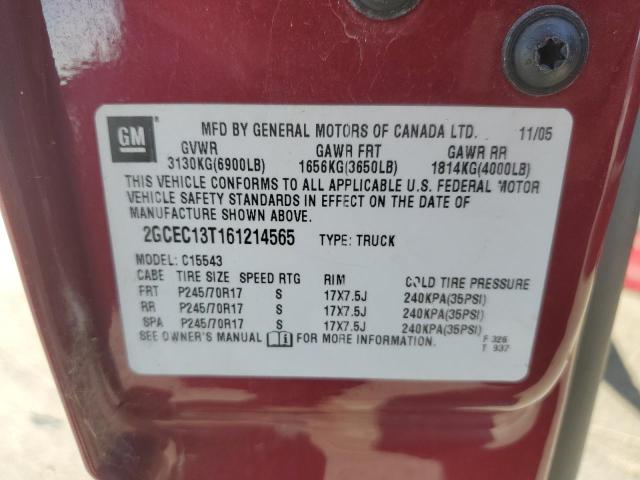 GM MFD BY GENERAL MOTORS OF CANADA LTD. 11/05
GVWR GAWR FRT GAWR RR
3130KG(6900LB) 1656KG(3650LB) 1814KG(4000LB)
THIS VEHICLE CONFORMS TO ALL APPLICABLE U.S. FEDERAL MOTOR
VEHICLE SAFETY STANDARDS IN EFFECT ON THE DATE OF
MANUFACTURE SHOWN ABOVE.
2GCEC13T161214565 TYPE: TRUCK
MODEL: C15543
CABE TIRE SIZE SPEED RTG RIM COLD TIRE PRESSURE
FRT P245/70R17 S 17X7.5J 240KPA(35PSI)
RR P245/70R17 S 17X7.5J 240KPA(35PSI)
SPA P245/70R17 S 17X7.5J 240KPA(35PSI)
SEE OWNER'S MANUAL i FOR MORE INFORMATION.
F 326
T 937